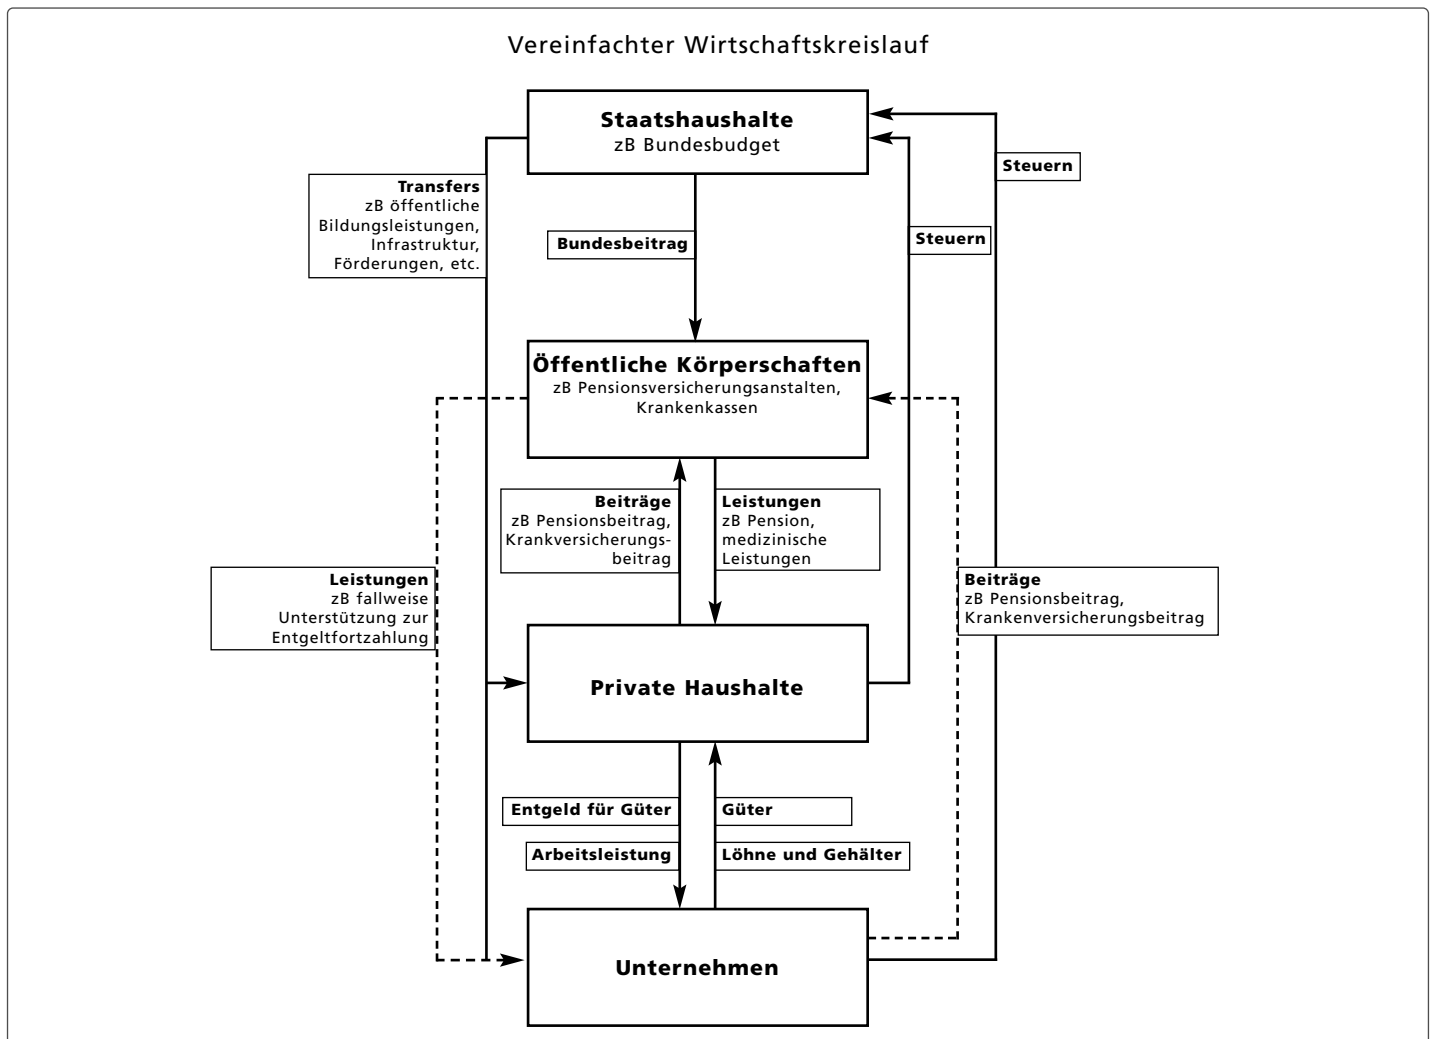 Vereinfachter Wirtschaftskreislauf
Staatshaushalte
zB Bundesbudget
Steuern
Transfers
zB öffentliche
Bildungsleistungen,
Infrastruktur,
Förderungen, etc.
Bundesbeitrag
Steuern
Öffentliche Körperschaften
zB Pensionsversicherungsanstalten,
Krankenkassen
Beiträge
zB Pensionsbeitrag,
Krankversicherungs-
beitrag
Leistungen
zB Pension,
medizinische
Leistungen
Leistungen
zB fallweise
Unterstützung zur
Entgeltfortzahlung
Beiträge
zB Pensionsbeitrag,
Krankenversicherungsbeitrag
Private Haushalte
Entgeld für Güter
Güter
Arbeitsleistung
Löhne und Gehälter
Unternehmen